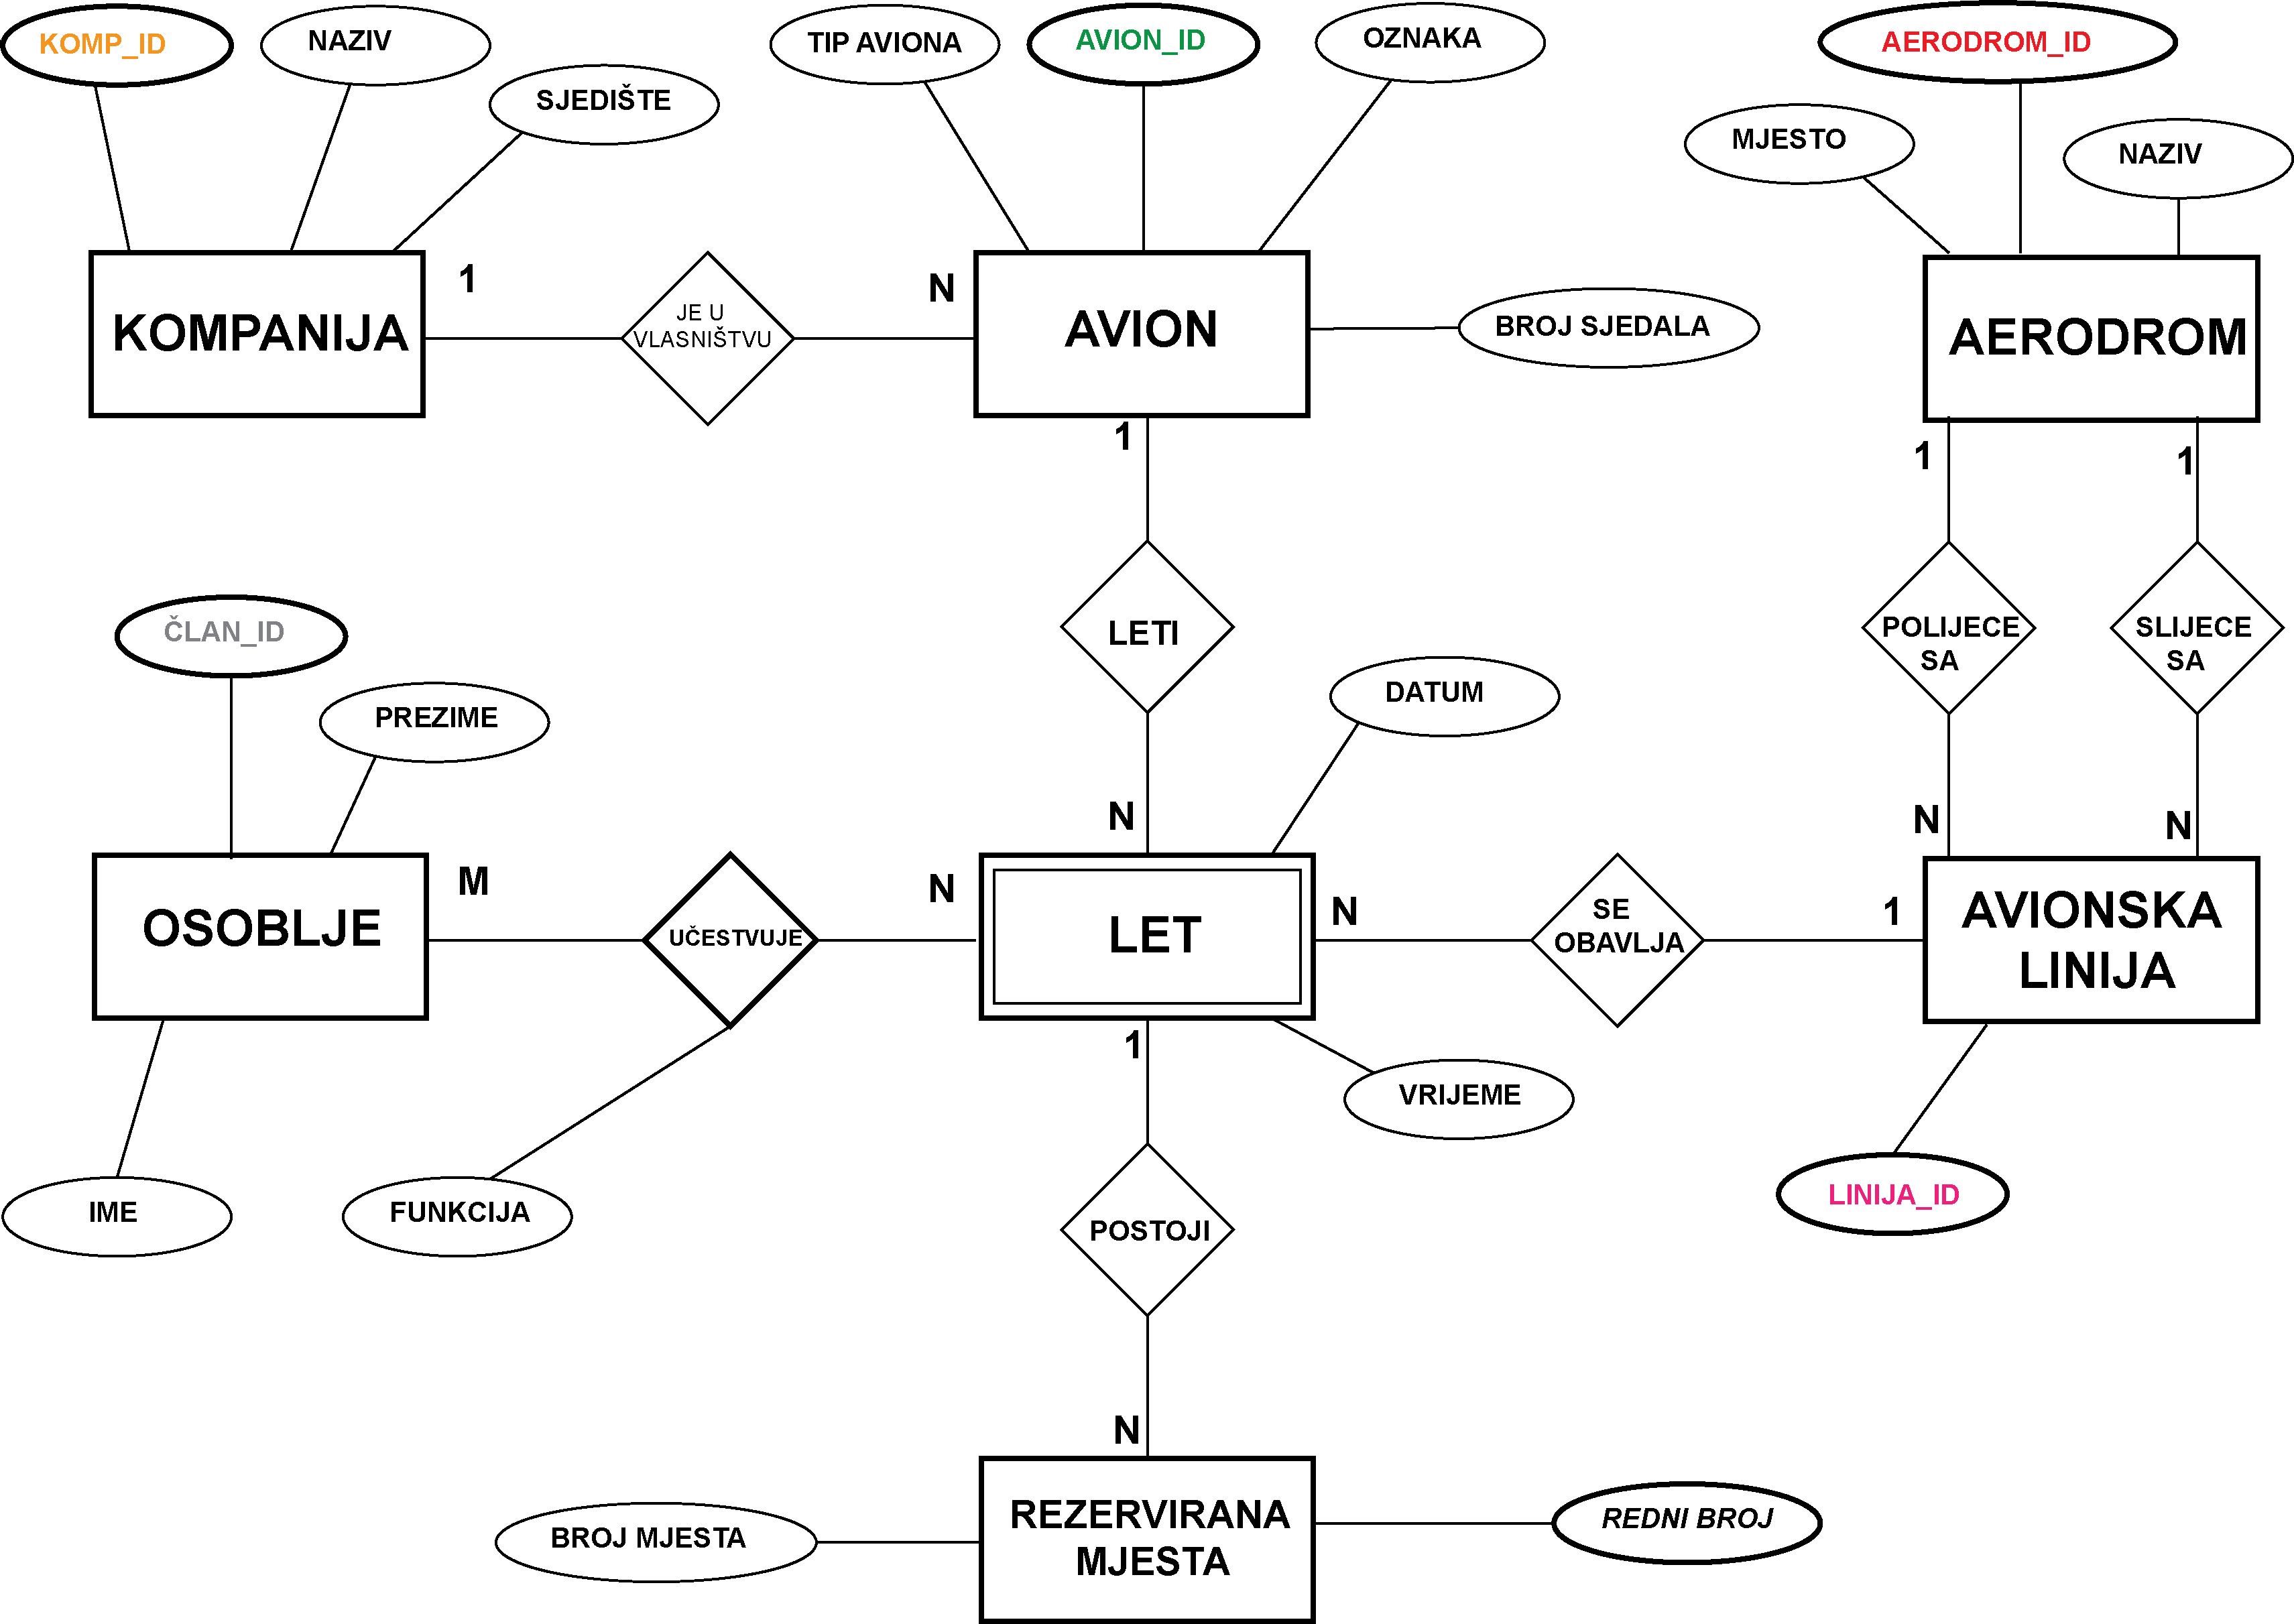 KOMP_ID
NAZIV
SJEDIŠTE
TIP AVIONA
AVION_ID
OZNAKA
AERODROM_ID
MJESTO
NAZIV
KOMPANIJA
1
JE U
VLASNIŠTVU
N
AVION
BROJ SJEDALA
AERODROM
1
1
1
LETI
POLIJECE
SA
SLIJECE
SA
ČLAN_ID
PREZIME
DATUM
N
N
N
OSOBLJE
M
UČESTVUJE
N
LET
N
SE
OBAVLJA
1
AVIONSKA
LINIJA
1
VRIJEME
IME
FUNKCIJA
POSTOJI
LINIJA_ID
N
BROJ MJESTA
REZERVIRANA
MJESTA
REDNI BROJ